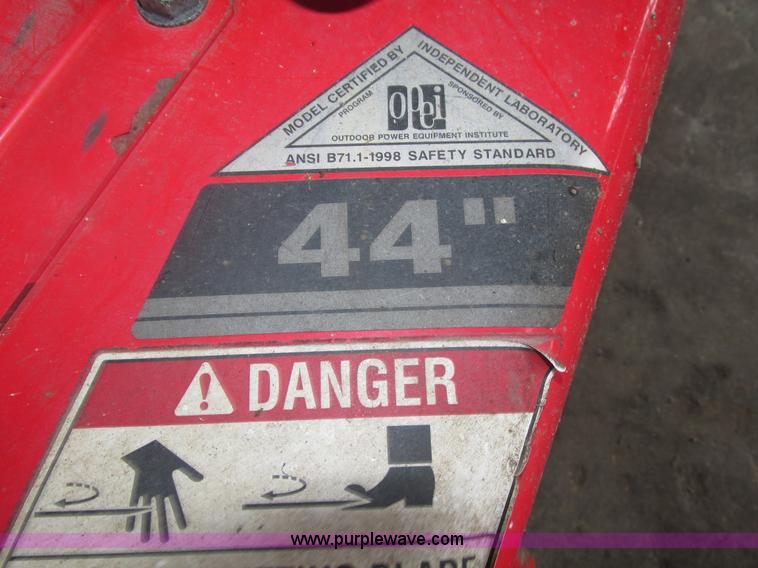 MODEL CERTIFIED BY INDEPENDENT LABORATORY
PROGRAM SPONSORED BY
opei
OUTDOOR POWER EQUIPMENT INSTITUTE
ANSI B71.1-1998 SAFETY STANDARD
44"
DANGER
www.purplewave.com
BLADE